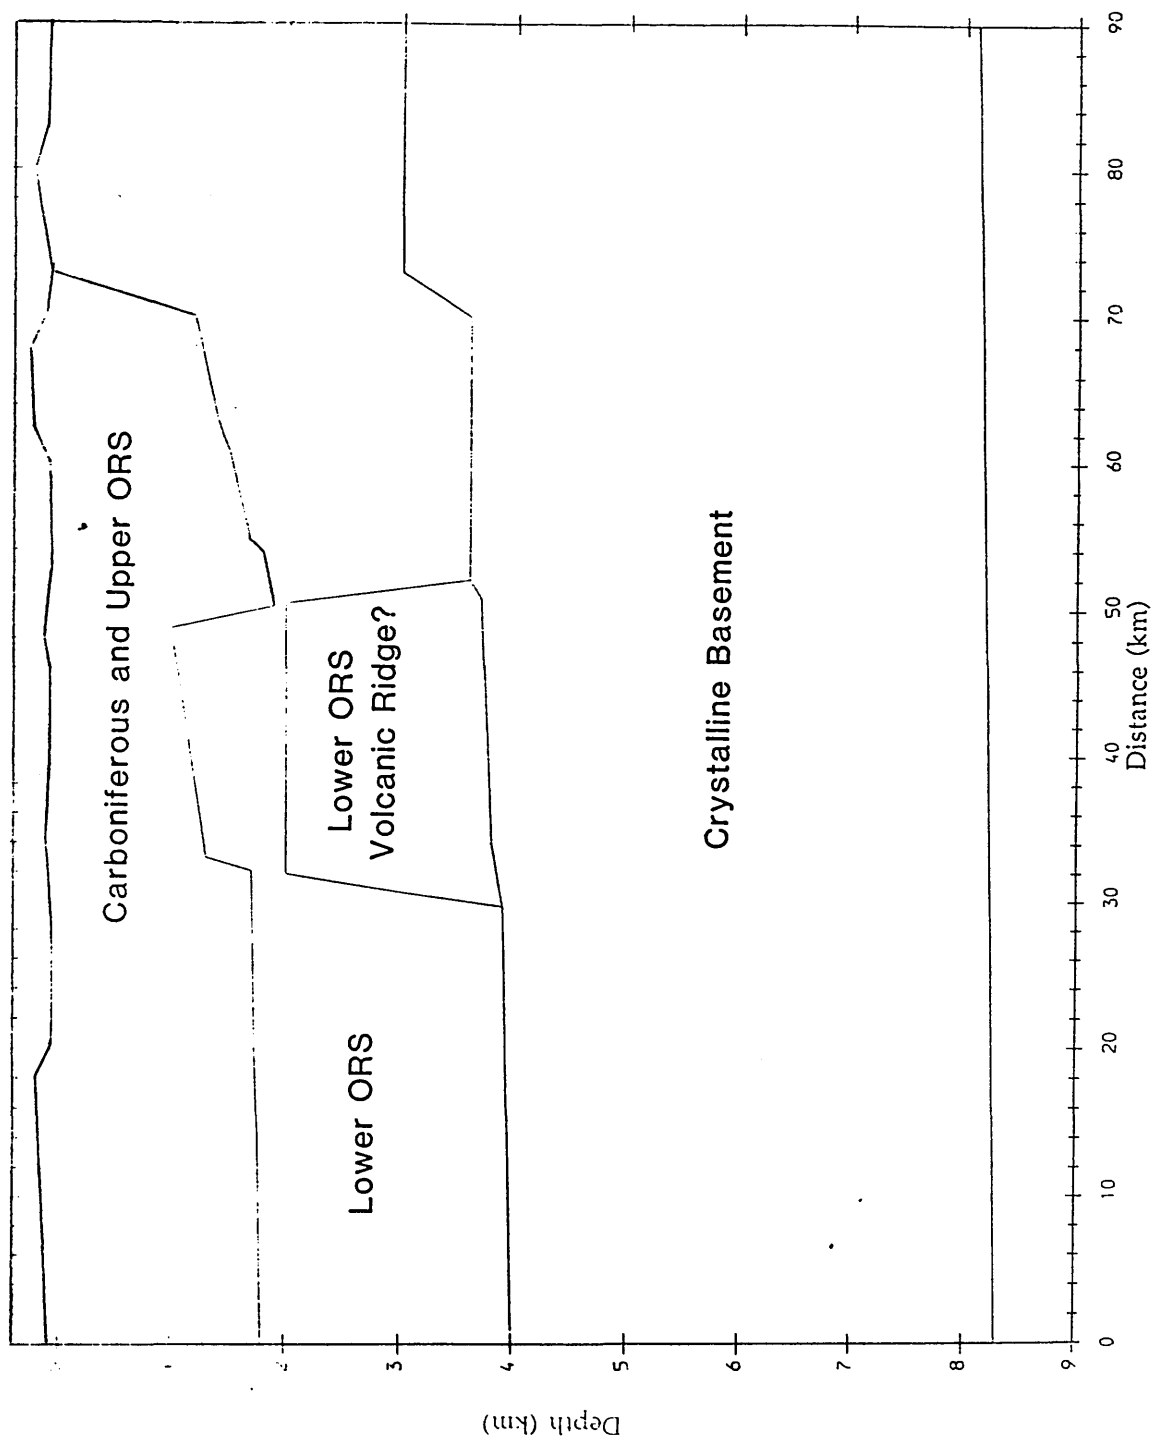 Carboniferous and Upper ORS
Lower ORS
Volcanic Ridge?
Lower ORS
Crystalline Basement
Depth (km)
2
3
4
5
6
7
8
9
0
10
20
30
40
50
60
70
80
90
Distance (km)